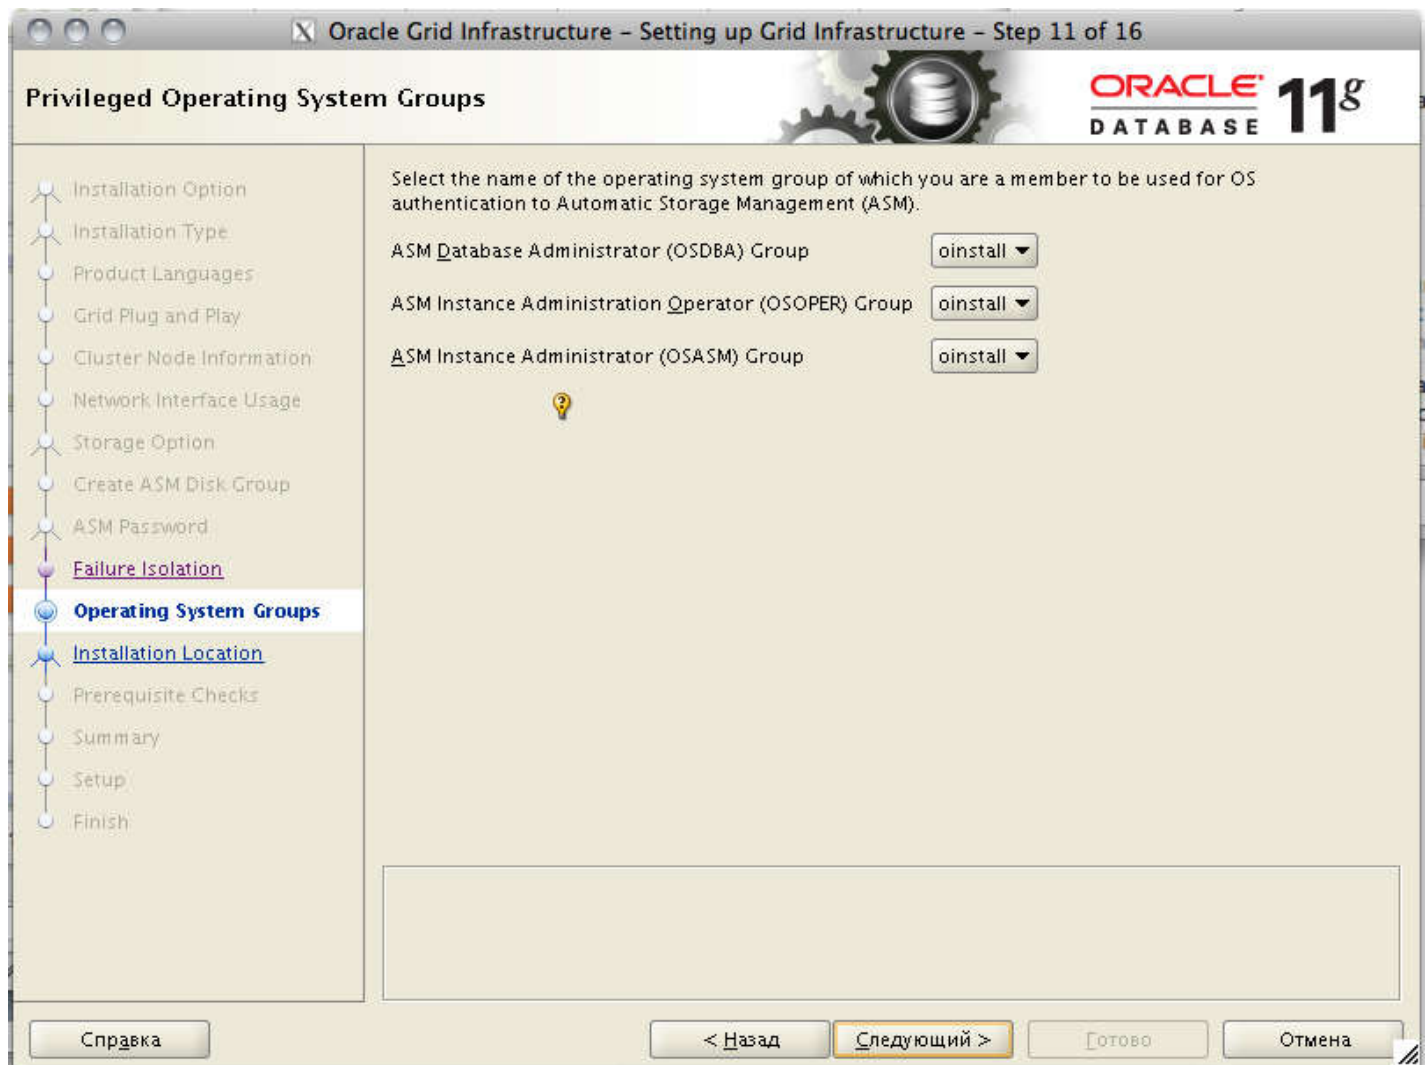 X Oracle Grid Infrastructure – Setting up Grid Infrastructure – Step 11 of 16
Privileged Operating System Groups
ORACLE 11g
DATABASE
Installation Option
Installation Type
Product Languages
Grid Plug and Play
Cluster Node Information
Network Interface Usage
Storage Option
Create ASM Disk Group
ASM Password
Failure Isolation
Operating System Groups
Installation Location
Prerequisite Checks
Summary
Setup
Finish
Select the name of the operating system group of which you are a member to be used for OS
authentication to Automatic Storage Management (ASM).
ASM Database Administrator (OSDBA) Group oinstall
ASM Instance Administration Operator (OSOPER) Group oinstall
ASM Instance Administrator (OSASM) Group oinstall
Справка < Назад Следующий > Готово Отмена